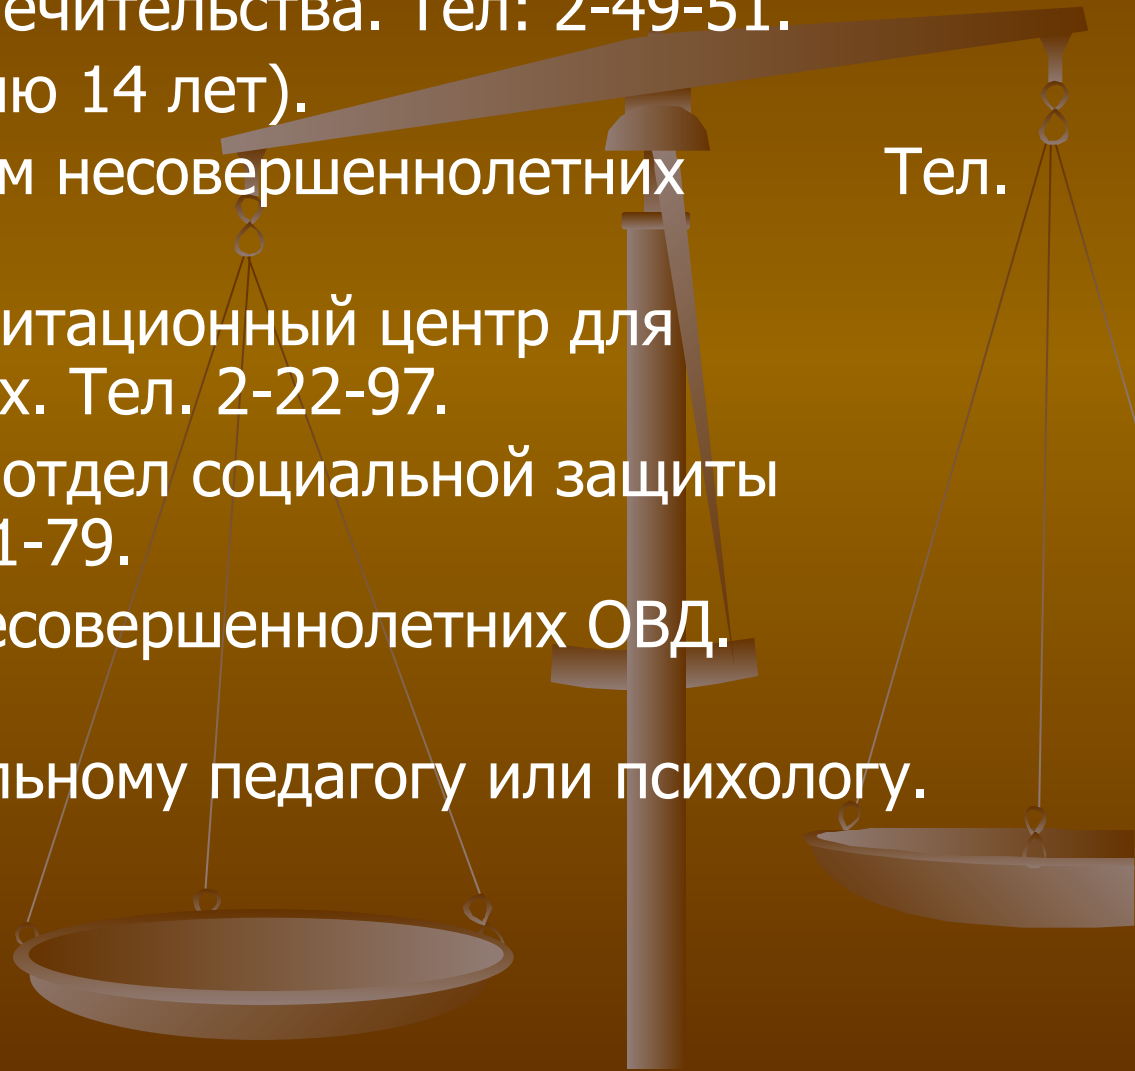 ечительства. Тел: 2-49-51.
ю 14 лет).
м несовершеннолетних Тел.
итационный центр для
х. Тел. 2-22-97.
отдел социальной защиты
1-79.
есовершеннолетних ОВД.
льному педагогу или психологу.